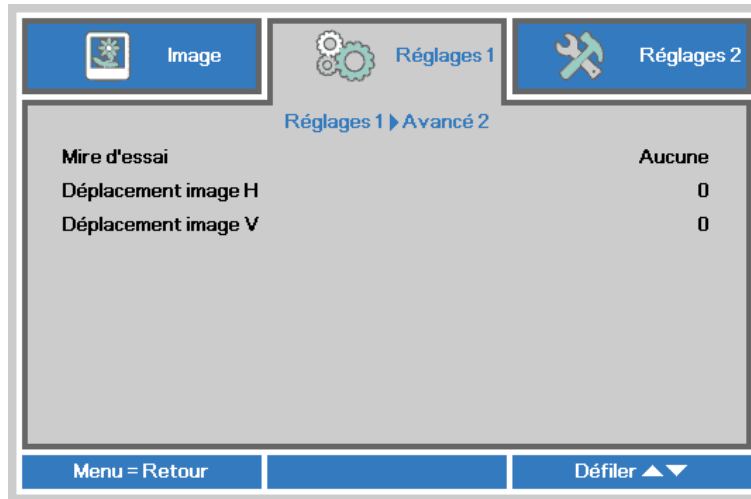 Image
Réglages 1
Réglages 2
Réglages 1 ▶ Avancé 2
Mire d'essai Aucune
Déplacement image H 0
Déplacement image V 0
Menu = Retour
Défiler ▲▼